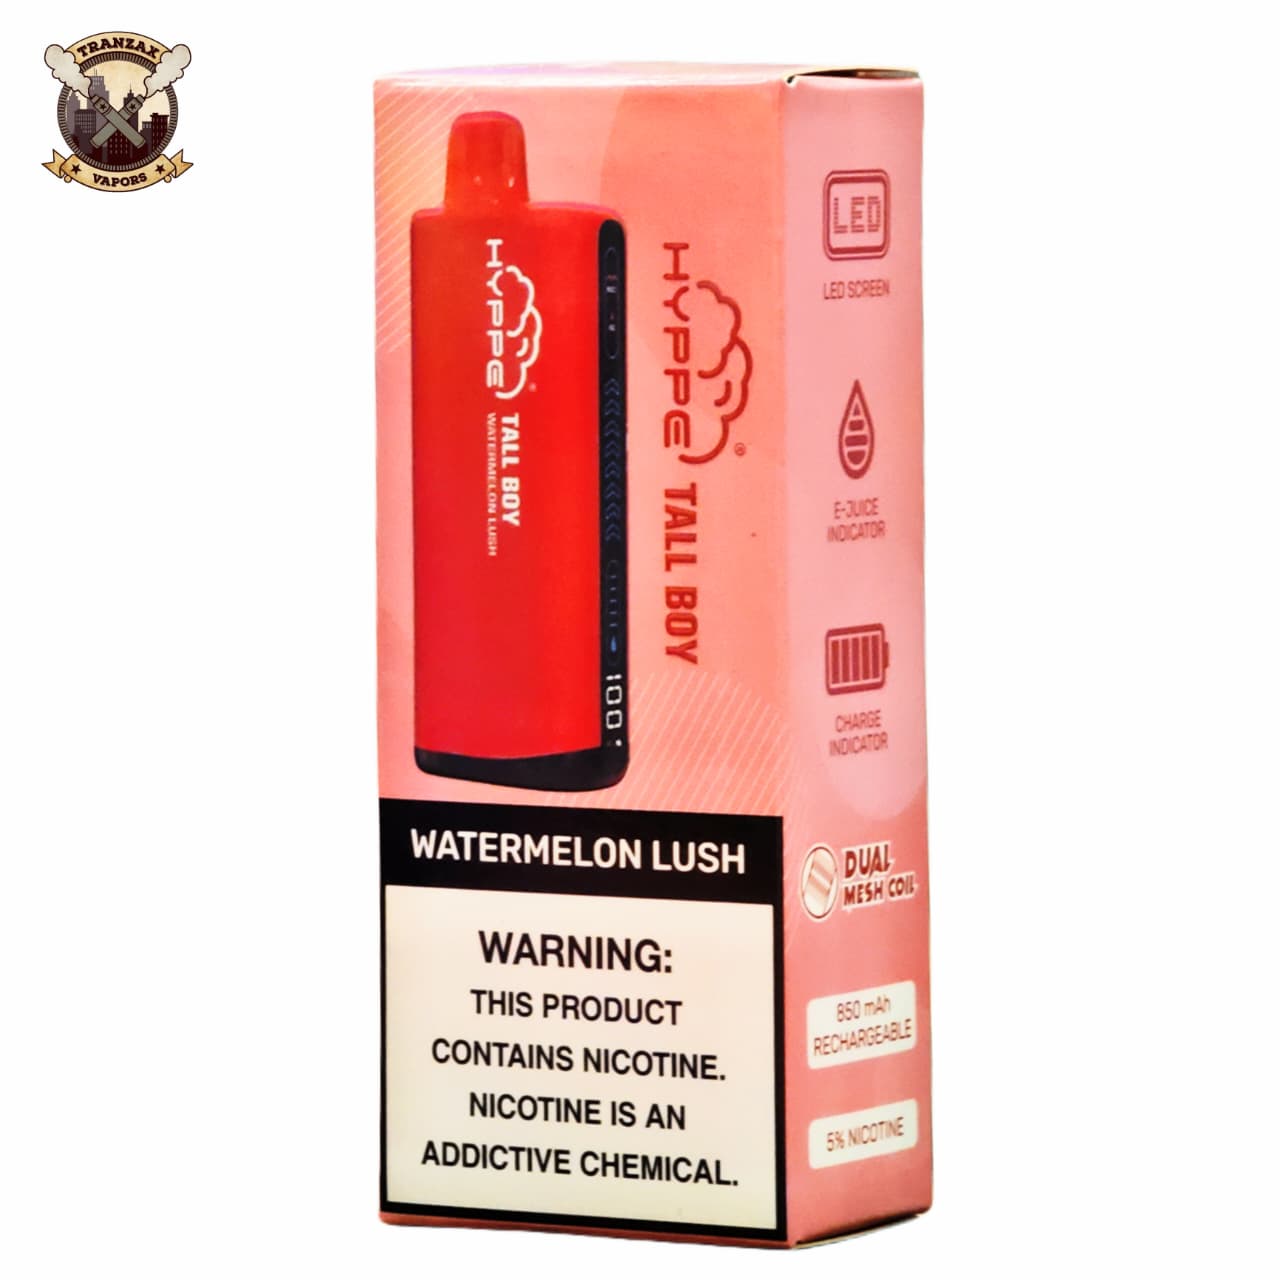 TRANZAX
VAPORS
HYPPE
TALL BOY
WATERMELON LUSH
100%
HYPPE® TALL BOY
WATERMELON LUSH
WARNING:
THIS PRODUCT
CONTAINS NICOTINE.
NICOTINE IS AN
ADDICTIVE CHEMICAL.
LED
LED SCREEN
E-JUICE
INDICATOR
CHARGE
INDICATOR
DUAL
MESH COIL
850 mAh
RECHARGEABLE
5% NICOTINE